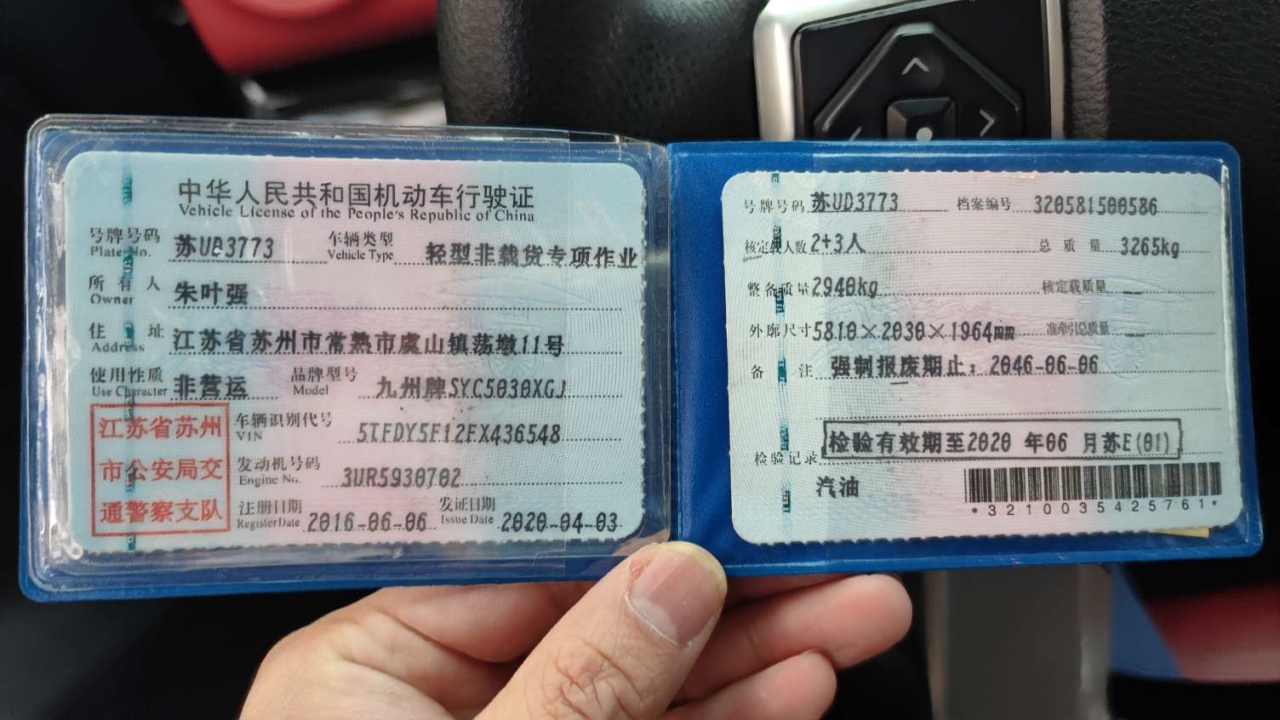 中华人民共和国机动车行驶证
Vehicle License of the People's Republic of China
号牌号码 苏UD3773 车辆类型 轻型非载货专项作业
Plate No. Vehicle Type
所有人 朱叶强
Owner
住址 江苏省苏州市常熟市虞山镇荡墩11号
Address
使用性质 非营运 品牌型号 九州牌SYC5030XGJ
Use Character Model
江苏省苏州
市公安局交
通警察支队
车辆识别代号 5TFDY5F12FX436548
VIN
发动机号码 3UR5930702
Engine No.
注册日期 2016-06-06 发证日期 2020-04-03
Register Date Issue Date
号牌号码 苏UD3773 档案编号 320581500586
核定载人数 2+3人 总质量 3265kg
整备质量 2940kg 核定载质量 --
外廓尺寸 5810×2030×1964mm 准牵引总质量 --
备注 强制报废期止：2046-06-06
检验记录 检验有效期至2020 年06 月苏E(01)
汽油
*3210035425761*